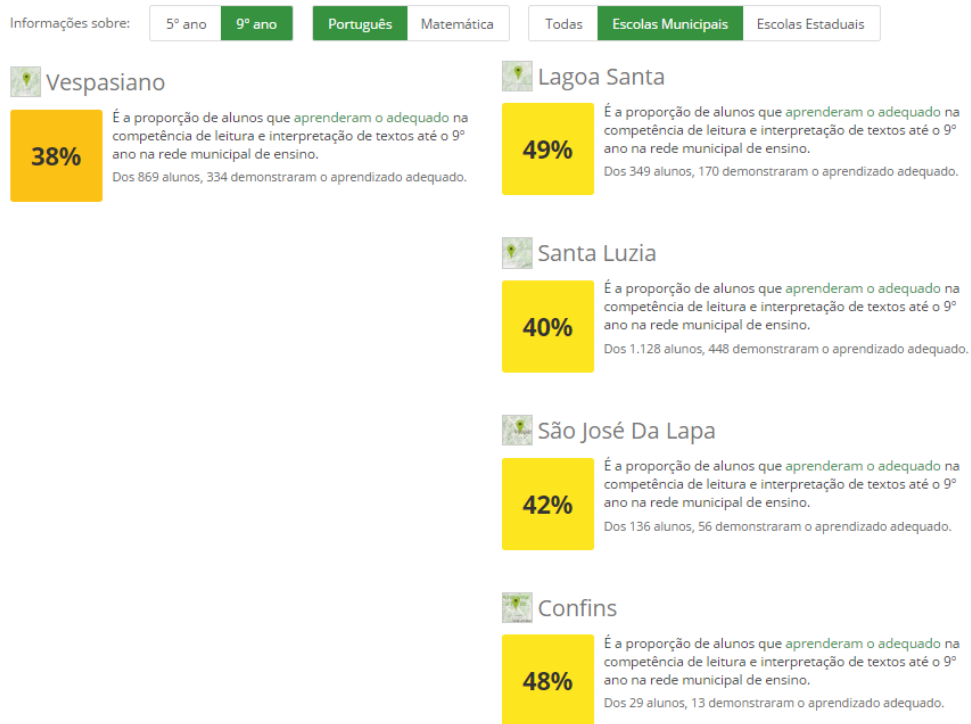 Informações sobre: 5º ano 9º ano Português Matemática Todas Escolas Municipais Escolas Estaduais
Vespasiano
38%
É a proporção de alunos que aprenderam o adequado na
competência de leitura e interpretação de textos até o 9º
ano na rede municipal de ensino.
Dos 869 alunos, 334 demonstraram o aprendizado adequado.
Lagoa Santa
49%
É a proporção de alunos que aprenderam o adequado na
competência de leitura e interpretação de textos até o 9º
ano na rede municipal de ensino.
Dos 349 alunos, 170 demonstraram o aprendizado adequado.
Santa Luzia
40%
É a proporção de alunos que aprenderam o adequado na
competência de leitura e interpretação de textos até o 9º
ano na rede municipal de ensino.
Dos 1.128 alunos, 448 demonstraram o aprendizado adequado.
São José Da Lapa
42%
É a proporção de alunos que aprenderam o adequado na
competência de leitura e interpretação de textos até o 9º
ano na rede municipal de ensino.
Dos 136 alunos, 56 demonstraram o aprendizado adequado.
Confins
48%
É a proporção de alunos que aprenderam o adequado na
competência de leitura e interpretação de textos até o 9º
ano na rede municipal de ensino.
Dos 29 alunos, 13 demonstraram o aprendizado adequado.